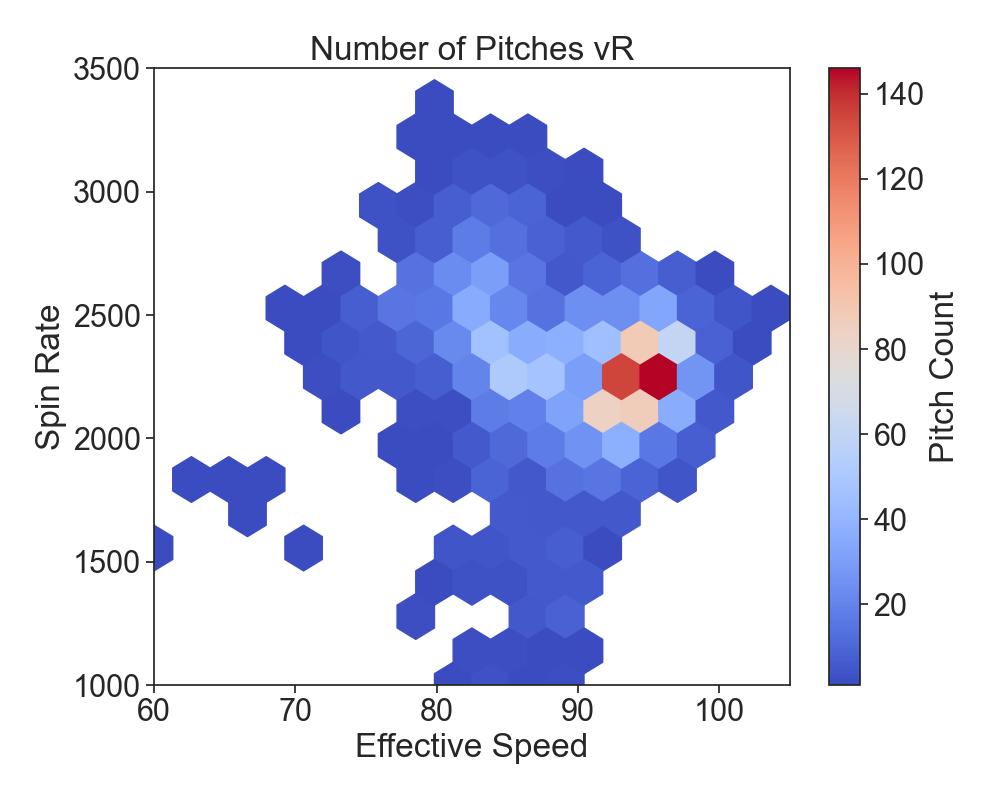 Number of Pitches vR
3500
3000
2500
2000
1500
1000
Spin Rate
60 70 80 90 100
Effective Speed
140
120
100
80
60
40
20
Pitch Count